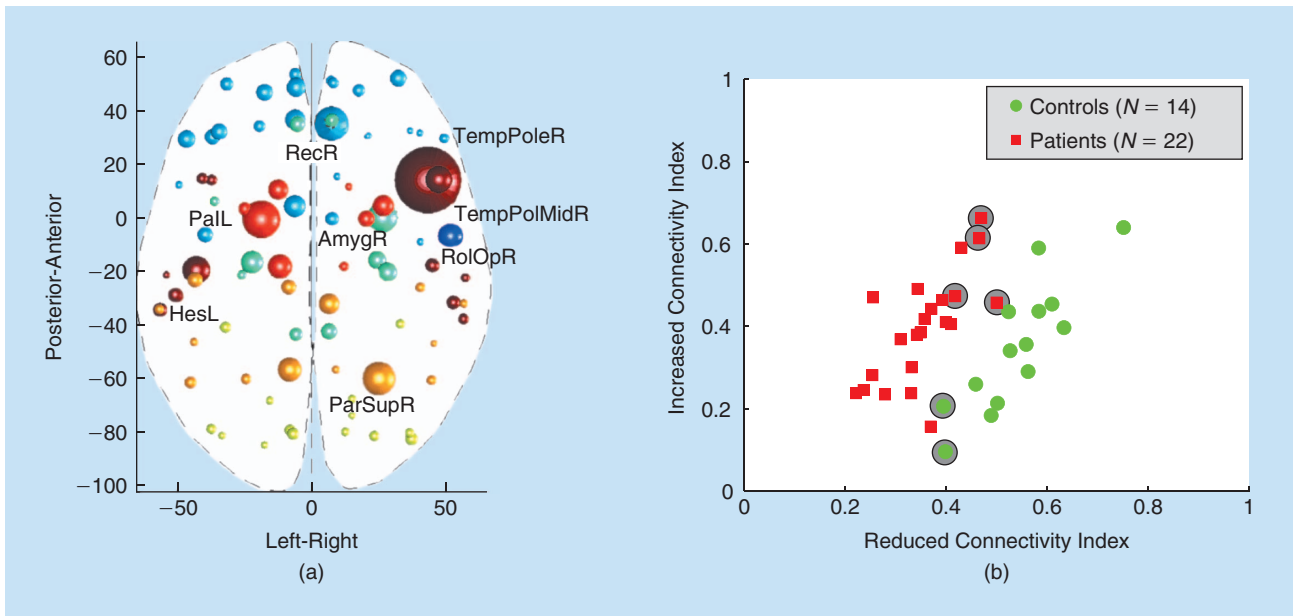 60
40
20
0
−20
−40
−60
−80
−100
Posterior-Anterior
−50
0
50
Left-Right
RecR
TempPoleR
PalL
TempPolMidR
AmygR
RolOpR
HesL
ParSupR
(a)
1
0.8
0.6
0.4
0.2
0
Increased Connectivity Index
Controls (N = 14)
Patients (N = 22)
0
0.2
0.4
0.6
0.8
1
Reduced Connectivity Index
(b)